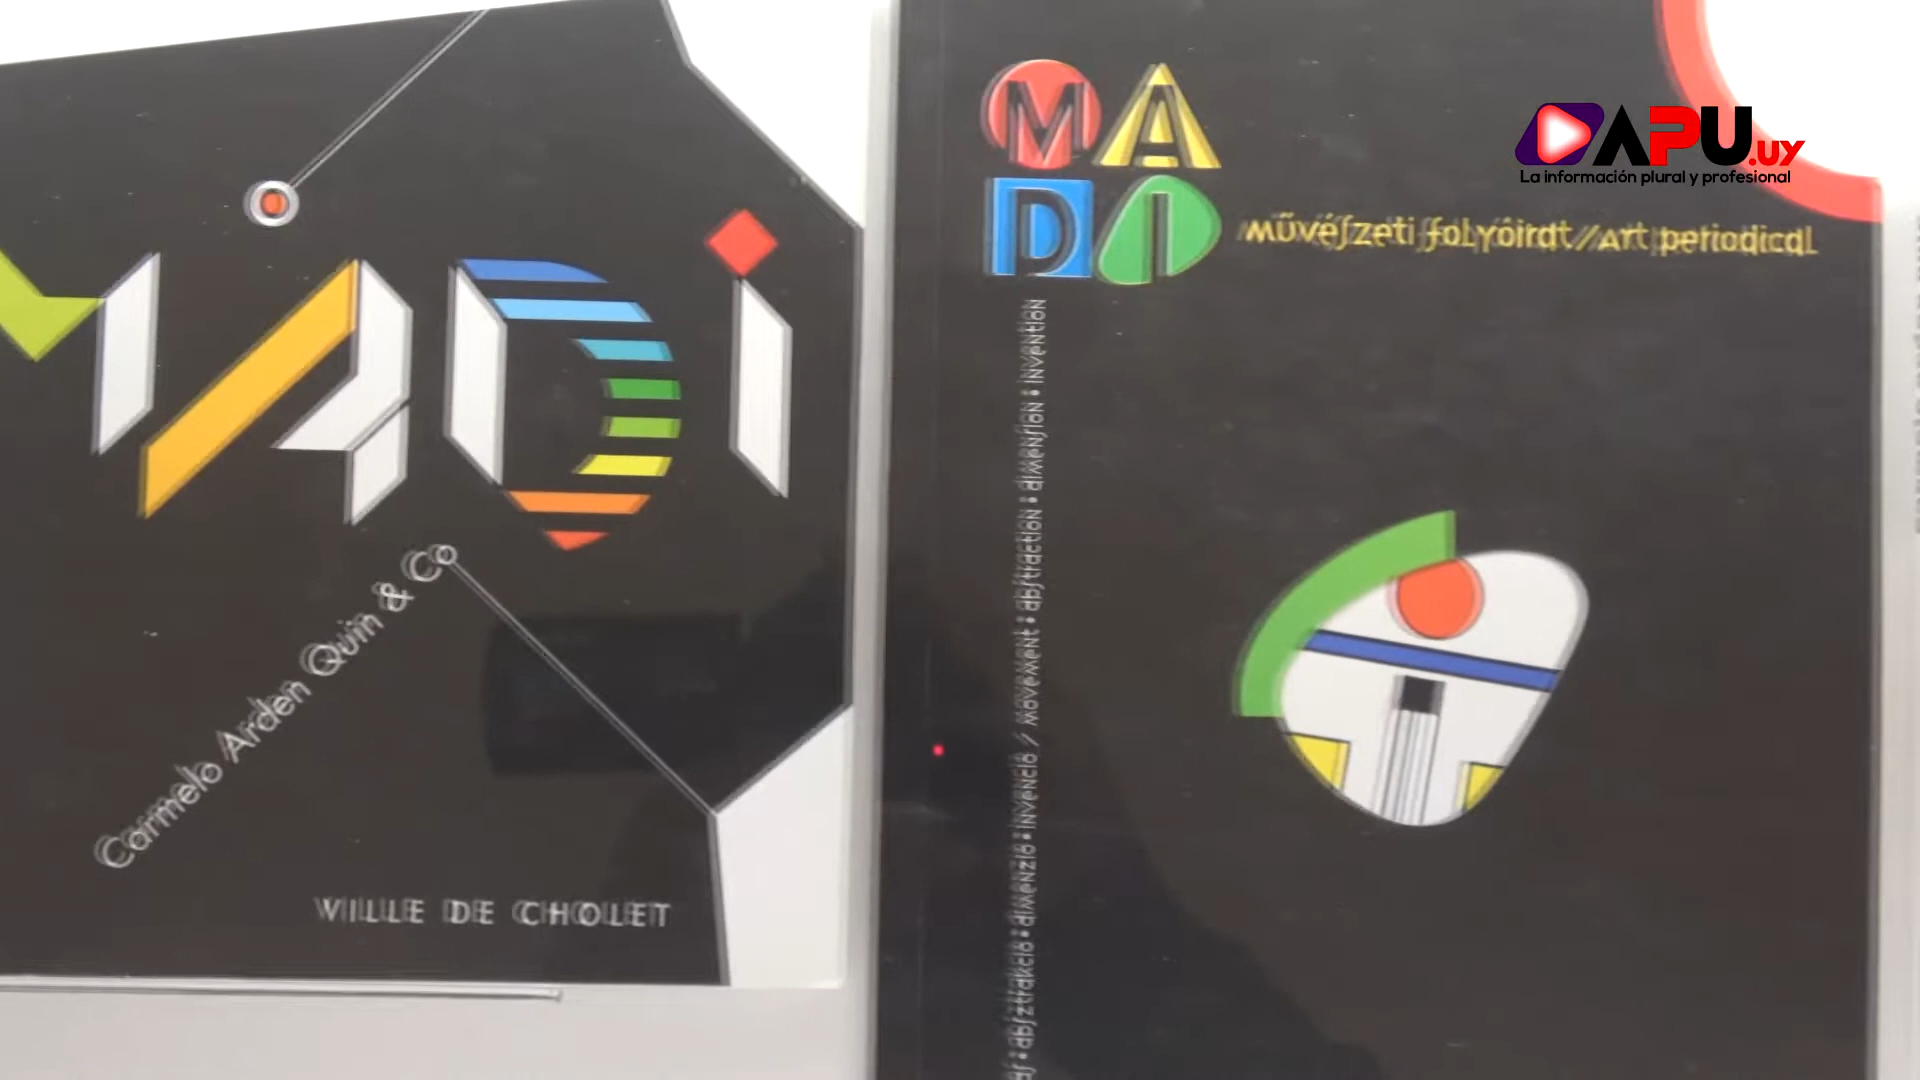 MADI
Carmelo Arden Quin & Co
VILLE DE CHOLET
MA
DI
művészeti folyóirat // art periodical
absztrakció • dimenzió • invenció // movement • abstraction • dimension • invention
APU.uy
La información plural y profesional